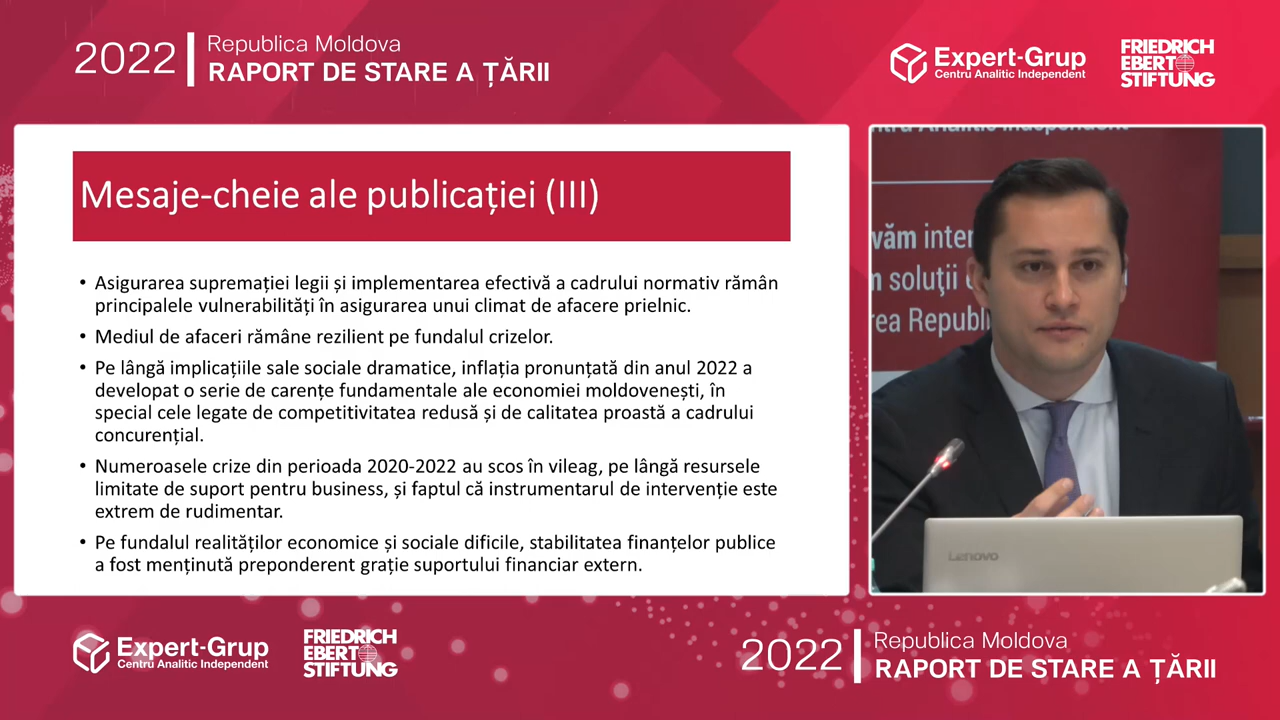 2022
Republica Moldova
RAPORT DE STARE A ȚĂRII
Expert-Grup
Centru Analitic Independent
FRIEDRICH
EBERT
STIFTUNG
Mesaje-cheie ale publicației (III)
• Asigurarea supremației legii și implementarea efectivă a cadrului normativ rămân
principalele vulnerabilități în asigurarea unui climat de afacere prielnic.
• Mediul de afaceri rămâne rezilient pe fundalul crizelor.
• Pe lângă implicațiile sale sociale dramatice, inflația pronunțată din anul 2022 a
developat o serie de carențe fundamentale ale economiei moldovenești, în
special cele legate de competitivitatea redusă și de calitatea proastă a cadrului
concurențial.
• Numeroasele crize din perioada 2020-2022 au scos în vileag, pe lângă resursele
limitate de suport pentru business, și faptul că instrumentarul de intervenție este
extrem de rudimentar.
• Pe fundalul realităților economice și sociale dificile, stabilitatea finanțelor publice
a fost menținută preponderent grație suportului financiar extern.
Analitic Independent
soluţii
Lenovo
Expert-Grup
Centru Analitic Independent
FRIEDRICH
EBERT
STIFTUNG
2022
Republica Moldova
RAPORT DE STARE A ȚĂRII